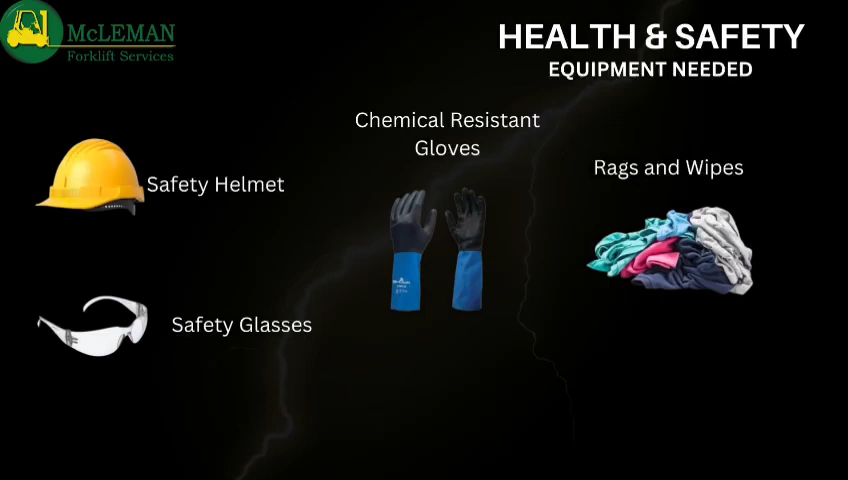 McLEMAN
Forklift Services
HEALTH & SAFETY
EQUIPMENT NEEDED
Chemical Resistant
Gloves
Safety Helmet
Rags and Wipes
Safety Glasses